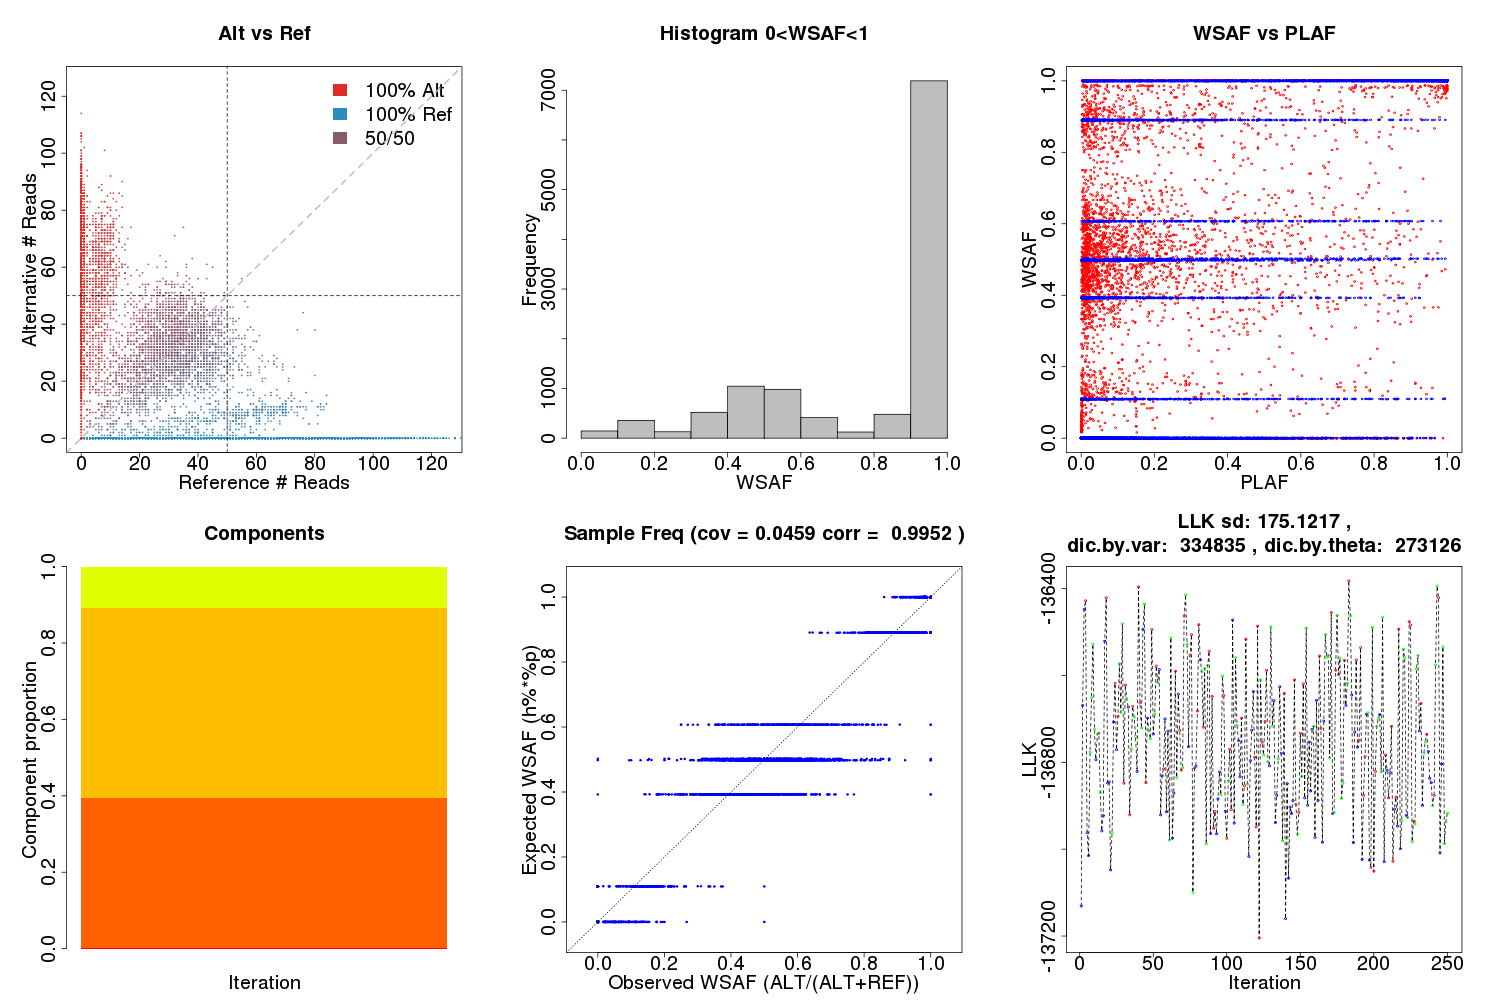 Alt vs Ref
Alternative # Reads
0 20 40 60 80 100 120
100% Alt
100% Ref
50/50
0 20 40 60 80 100 120
Reference # Reads
Histogram 0<WSAF<1
Frequency
0 1000 3000 5000 7000
0.0 0.2 0.4 0.6 0.8 1.0
WSAF
WSAF vs PLAF
WSAF
0.0 0.2 0.4 0.6 0.8 1.0
0.0 0.2 0.4 0.6 0.8 1.0
PLAF
Components
Component proportion
0.0 0.2 0.4 0.6 0.8 1.0
Iteration
Sample Freq (cov = 0.0459 corr = 0.9952 )
Expected WSAF (h%*%p)
0.0 0.2 0.4 0.6 0.8 1.0
0.0 0.2 0.4 0.6 0.8 1.0
Observed WSAF (ALT/(ALT+REF))
LLK sd: 175.1217 ,
dic.by.var: 334835 , dic.by.theta: 273126
LLK
-137200 -136800 -136400
0 50 100 150 200 250
Iteration